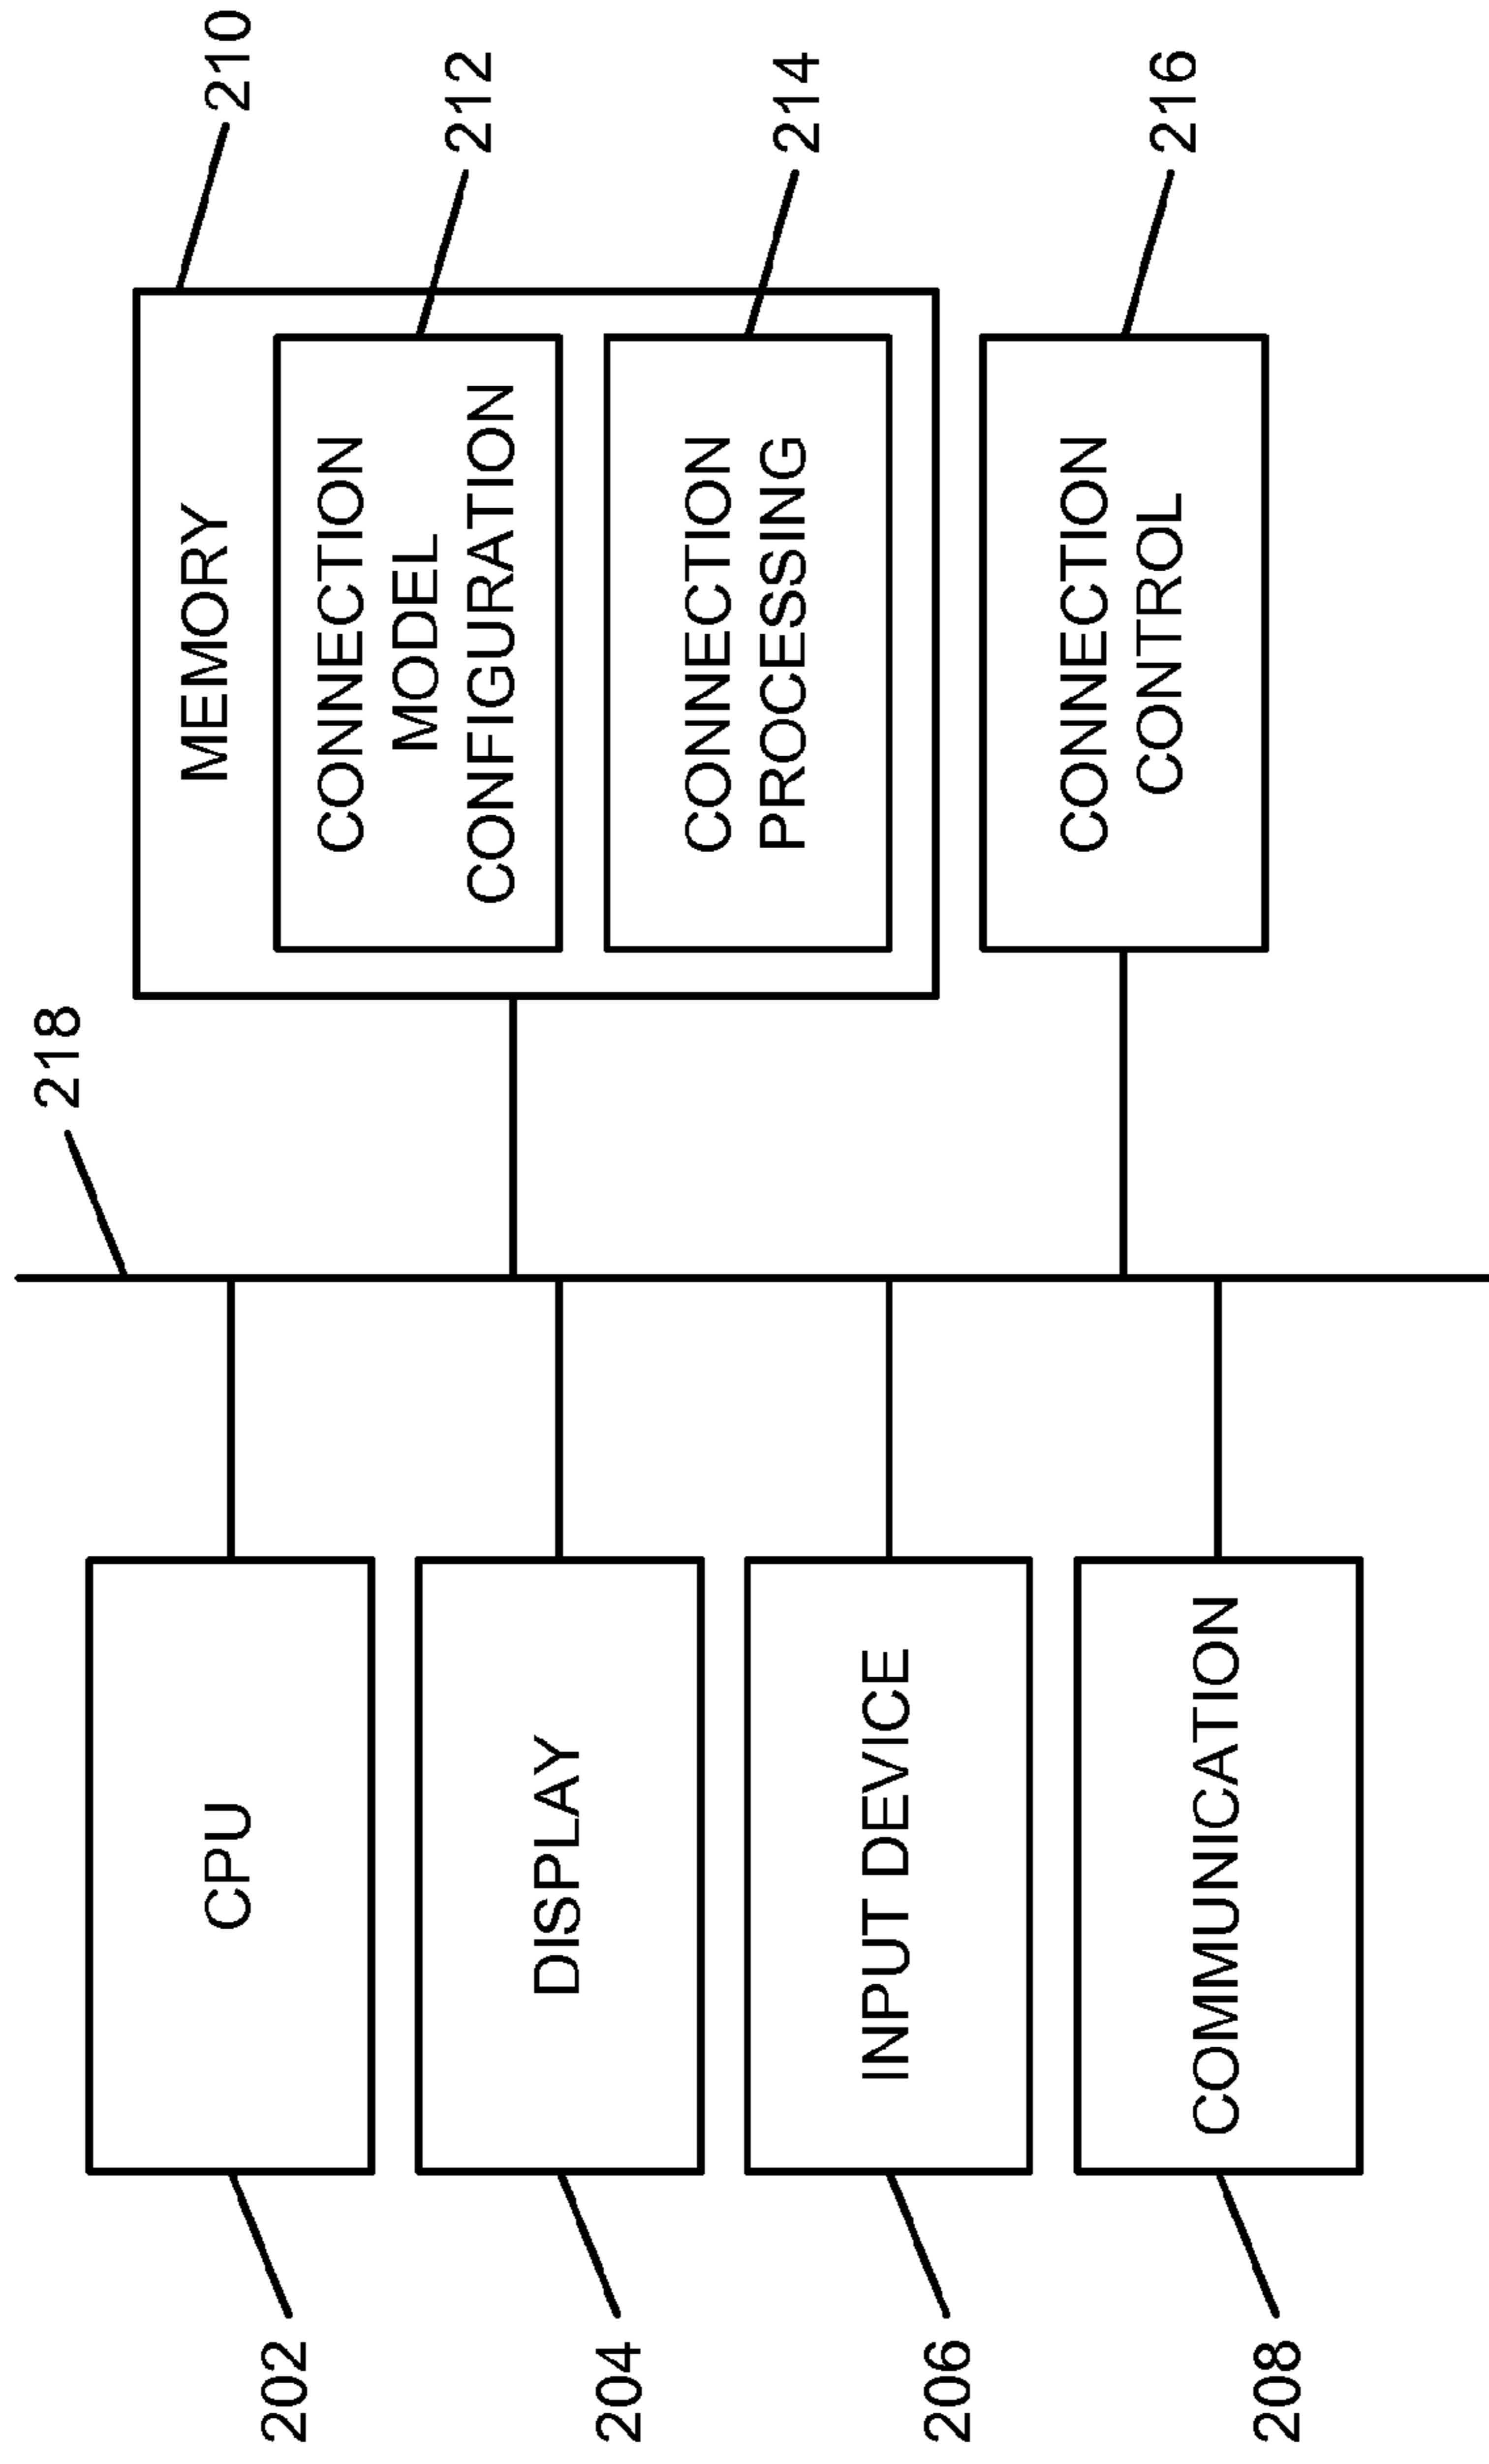 218
210
MEMORY
CONNECTION
MODEL
CONFIGURATION
212
CONNECTION
PROCESSING
214
CONNECTION
CONTROL
216
202
CPU
204
DISPLAY
206
INPUT DEVICE
208
COMMUNICATION